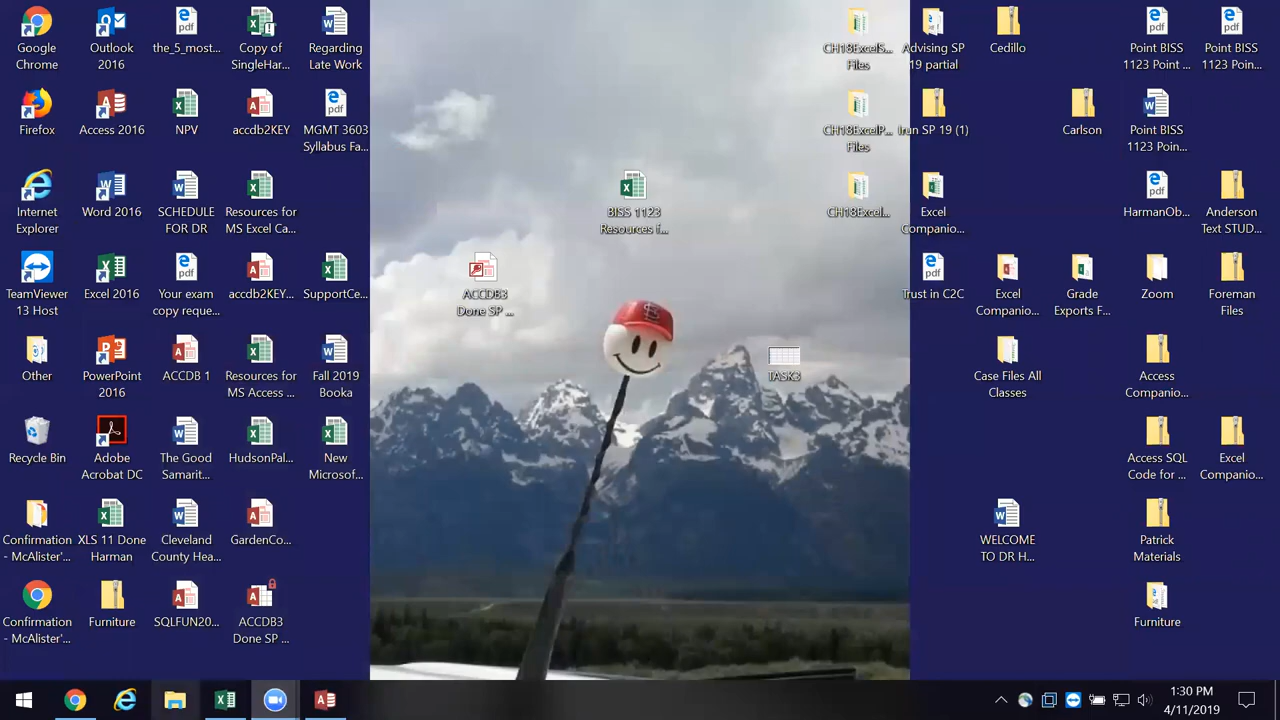 Google
Chrome
Outlook
2016
the_5_most...
Copy of
SingleHar...
Regarding
Late Work
Firefox
Access 2016
NPV
accdb2KEY
MGMT 3603
Syllabus Fa...
Internet
Explorer
Word 2016
SCHEDULE
FOR DR
Resources for
MS Excel Ca...
TeamViewer
13 Host
Excel 2016
Your exam
copy reque...
accdb2KEY...
SupportCe...
Other
PowerPoint
2016
ACCDB 1
Resources for
MS Access ...
Fall 2019
Booka
Recycle Bin
Adobe
Acrobat DC
The Good
Samarit...
HudsonPal...
New
Microsof...
Confirmation
- McAlister'...
XLS 11 Done
Harman
Cleveland
County Hea...
GardenCo...
Confirmation
- McAlister'...
Furniture
SQLFUN20...
ACCDB3
Done SP ...
BISS 1123
Resources i...
ACCDB3
Done SP ...
TASK3
CH18ExcelS...
Files
Advising SP
19 partial
Cedillo
Point BISS
1123 Point ...
Point BISS
1123 Poin...
CH18ExcelP...
Files
Irun SP 19 (1)
Carlson
Point BISS
1123 Poin...
CH18Excel...
Excel
Companio...
HarmanOb...
Anderson
Text STUD...
Trust in C2C
Excel
Companio...
Grade
Exports F...
Zoom
Foreman
Files
Case Files All
Classes
Access
Companio...
Access SQL
Code for ...
Excel
Companio...
WELCOME
TO DR H...
Patrick
Materials
Furniture
1:30 PM
4/11/2019